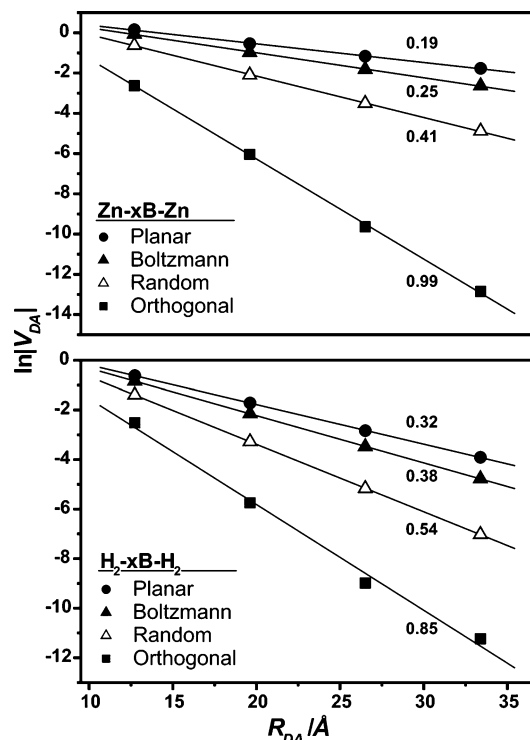 0
-2
-4
-6
-8
-10
-12
-14
0.19
0.25
0.41
0.99
Zn-xB-Zn
Planar
Boltzmann
Random
Orthogonal
ln|V_DA|
0
-2
-4
-6
-8
-10
-12
0.32
0.38
0.54
0.85
H₂-xB-H₂
Planar
Boltzmann
Random
Orthogonal
10 15 20 25 30 35
R_DA /Å